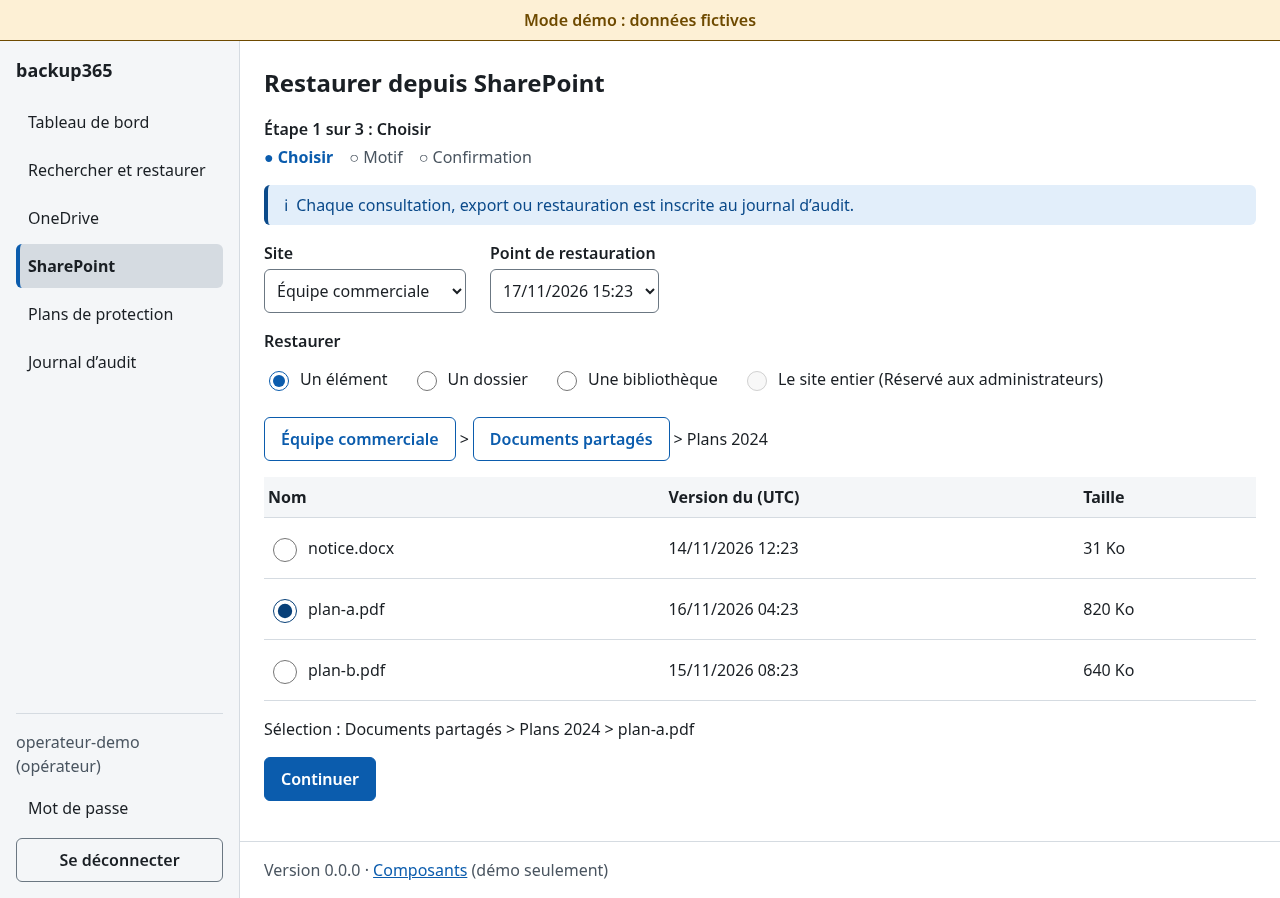 Mode démo : données fictives
backup365
Tableau de bord
Rechercher et restaurer
OneDrive
SharePoint
Plans de protection
Journal d’audit
operateur-demo
(opérateur)
Mot de passe
Se déconnecter
Restaurer depuis SharePoint
Étape 1 sur 3 : Choisir
● Choisir ○ Motif ○ Confirmation
i Chaque consultation, export ou restauration est inscrite au journal d’audit.
Site Point de restauration
Équipe commerciale 17/11/2026 15:23
Restaurer
Un élément Un dossier Une bibliothèque Le site entier (Réservé aux administrateurs)
Équipe commerciale > Documents partagés > Plans 2024
Nom Version du (UTC) Taille
notice.docx 14/11/2026 12:23 31 Ko
plan-a.pdf 16/11/2026 04:23 820 Ko
plan-b.pdf 15/11/2026 08:23 640 Ko
Sélection : Documents partagés > Plans 2024 > plan-a.pdf
Continuer
Version 0.0.0 · Composants (démo seulement)